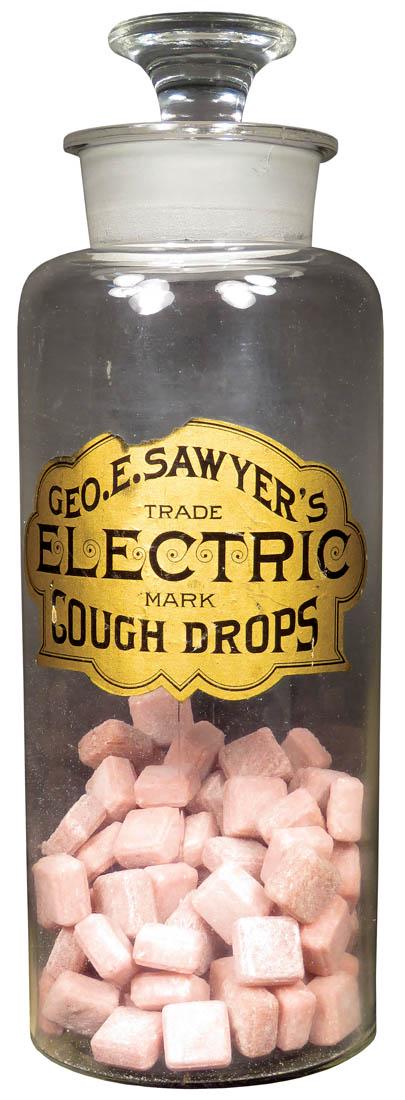 GEO.E.SAWYER'S
TRADE
ELECTRIC
MARK
COUGH DROPS